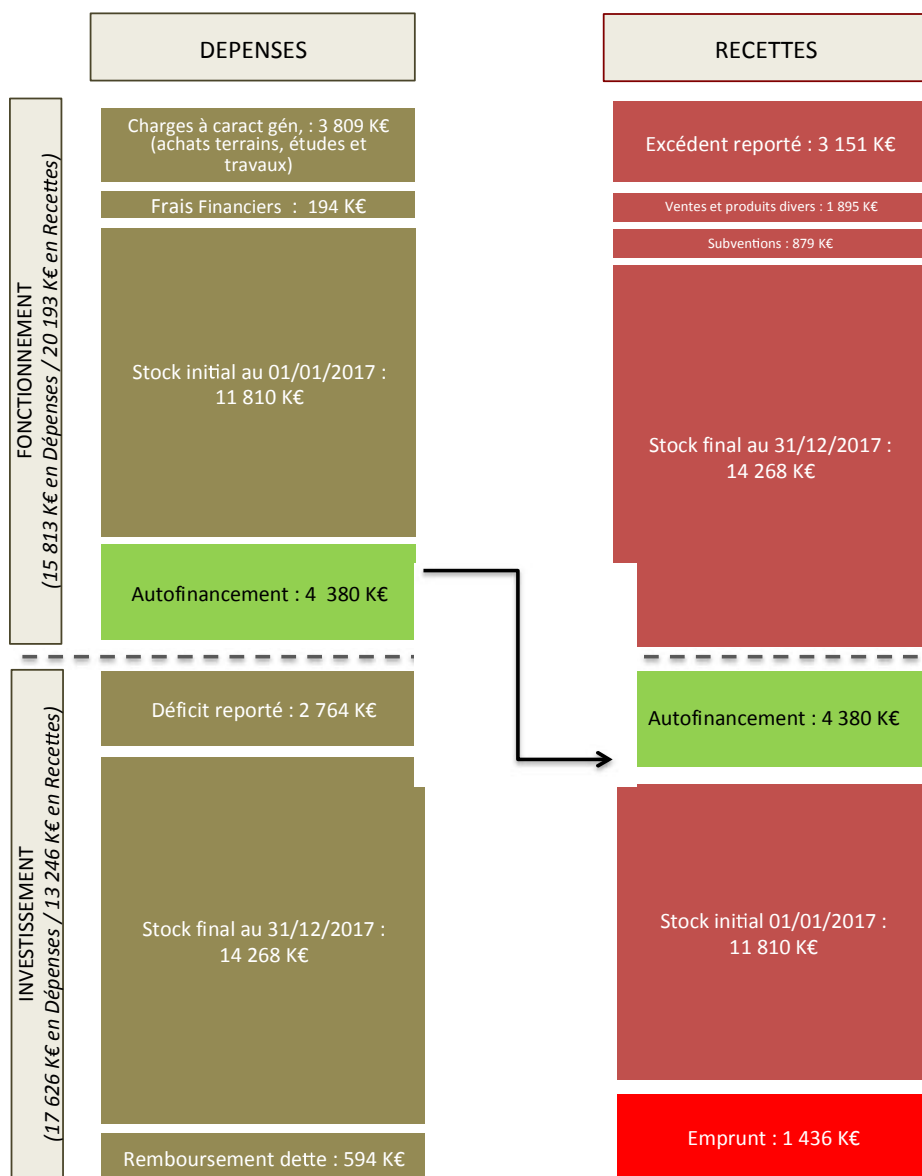 DEPENSES
RECETTES
FONCTIONNEMENT
(15 813 K€ en Dépenses / 20 193 K€ en Recettes)
Charges à caract gén, : 3 809 K€
(achats terrains, études et
travaux)
Frais Financiers : 194 K€
Stock initial au 01/01/2017 :
11 810 K€
Autofinancement : 4 380 K€
Excédent reporté : 3 151 K€
Ventes et produits divers : 1 895 K€
Subventions : 879 K€
Stock final au 31/12/2017 :
14 268 K€
INVESTISSEMENT
(17 626 K€ en Dépenses / 13 246 K€ en Recettes)
Déficit reporté : 2 764 K€
Stock final au 31/12/2017 :
14 268 K€
Remboursement dette : 594 K€
Autofinancement : 4 380 K€
Stock initial 01/01/2017 :
11 810 K€
Emprunt : 1 436 K€